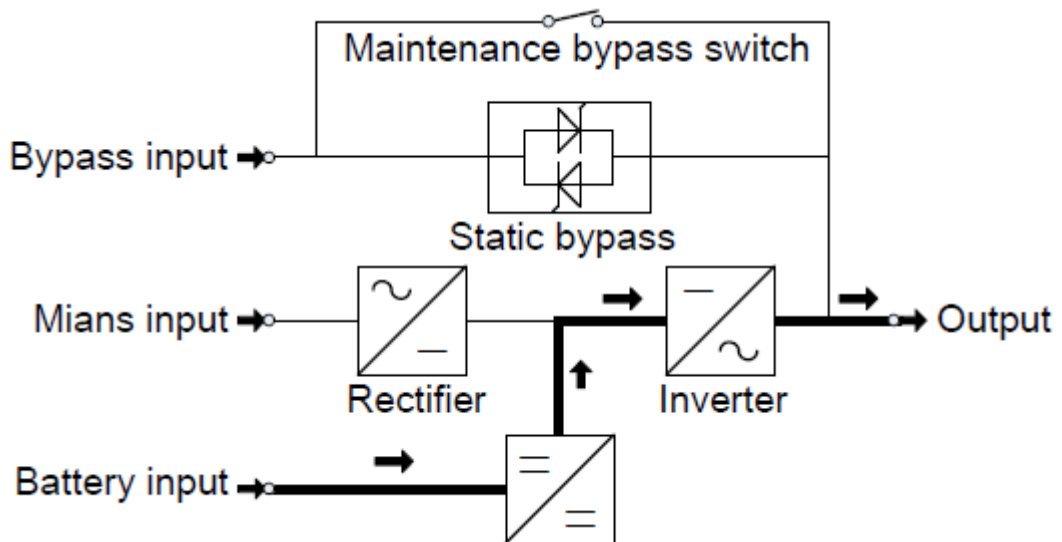 Maintenance bypass switch
Bypass input
Static bypass
Mians input
Output
Rectifier
Inverter
Battery input